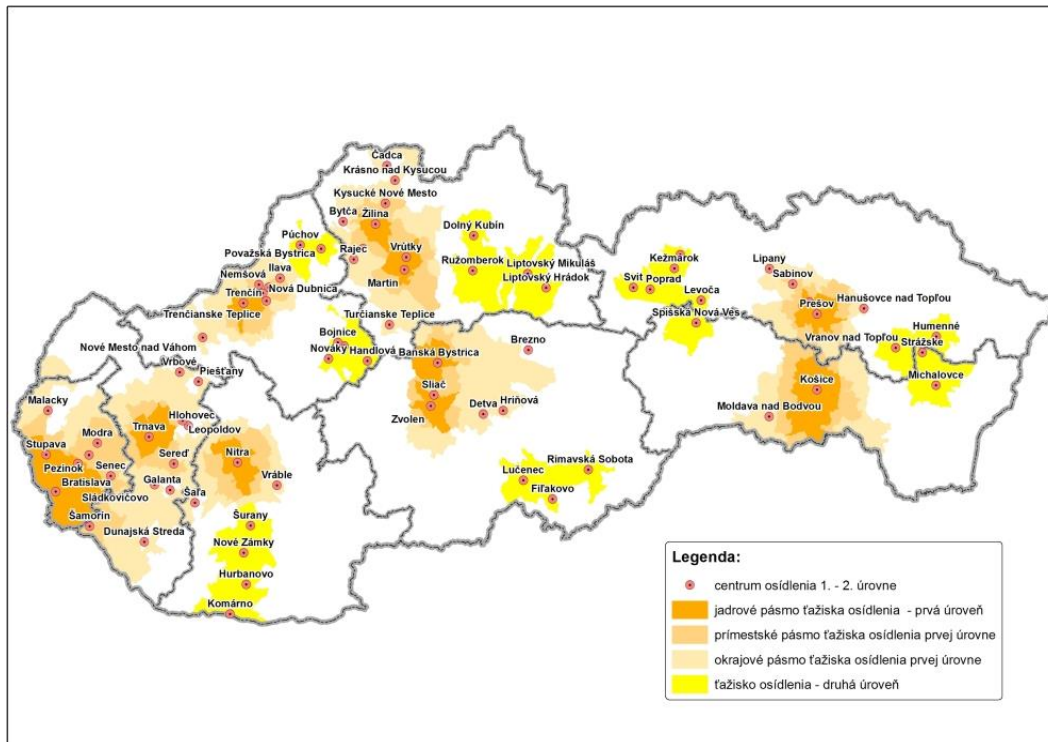 Čadca
Krásno nad Kysucou
Kysucké Nové Mesto
Bytča
Žilina
Púchov
Dolný Kubín
Považská Bystrica
Rajec
Vrútky
Kežmarok
Lipany
Ilava
Ružomberok
Liptovský Mikuláš
Sabinov
Nemšová
Martin
Liptovský Hrádok
Svit
Poprad
Nová Dubnica
Levoča
Trenčín
Prešov
Hanušovce nad Topľou
Trenčianske Teplice
Turčianske Teplice
Spišská Nová Ves
Humenné
Bojnice
Brezno
Vranov nad Topľou
Nové Mesto nad Váhom
Nováky
Handlová
Banská Bystrica
Strážske
Vrbové
Piešťany
Michalovce
Sliač
Košice
Malacky
Hriňová
Detva
Zvolen
Moldava nad Bodvou
Hlohovec
Leopoldov
Trnava
Modra
Stupava
Sereď
Nitra
Pezinok
Senec
Rimavská Sobota
Lučenec
Galanta
Vráble
Bratislava
Sládkovičovo
Fiľakovo
Šaľa
Šamorín
Šurany
Dunajská Streda
Nové Zámky
Hurbanovo
Komárno
Legenda:
centrum osídlenia 1. - 2. úrovne
jadrové pásmo ťažiska osídlenia - prvá úroveň
prímestské pásmo ťažiska osídlenia prvej úrovne
okrajové pásmo ťažiska osídlenia prvej úrovne
ťažisko osídlenia - druhá úroveň